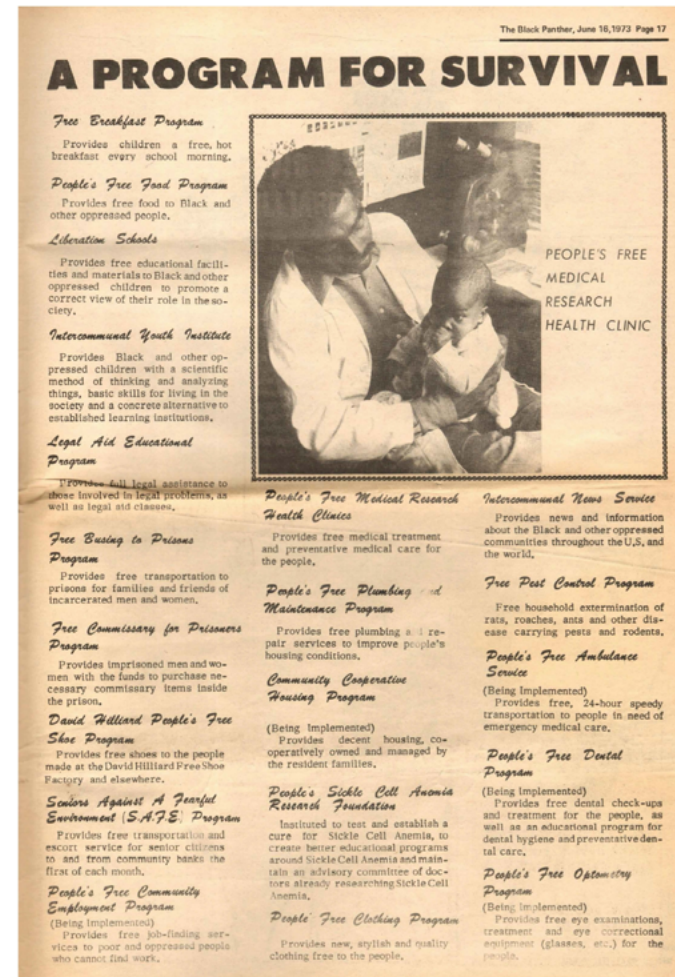 The Black Panther, June 16, 1973 Page 17
A PROGRAM FOR SURVIVAL
Free Breakfast Program
Provides children a free, hot
breakfast every school morning.
People's Free Food Program
Provides free food to Black and
other oppressed people.
Liberation Schools
Provides free educational facili-
ties and materials to Black and other
oppressed children to promote a
correct view of their role in the so-
ciety.
Intercommunal Youth Institute
Provides Black and other op-
pressed children with a scientific
method of thinking and analyzing
things, basic skills for living in the
society and a concrete alternative to
established learning institutions.
Legal Aid Educational
Program
Provides full legal assistance to
those involved in legal problems, as
well as legal aid classes.
Free Busing to Prisons
Program
Provides free transportation to
prisons for families and friends of
incarcerated men and women.
Free Commissary for Prisoners
Program
Provides imprisoned men and wo-
men with the funds to purchase ne-
cessary commissary items inside
the prison.
David Hilliard People's Free
Shoe Program
Provides free shoes to the people
made at the David Hilliard Free Shoe
Factory and elsewhere.
Seniors Against A Fearful
Environment (S.A.F.E.) Program
Provides free transportation and
escort service for senior citizens
to and from community banks the
first of each month.
People's Free Community
Employment Program
(Being Implemented)
Provides free job-finding ser-
vices to poor and oppressed people
who cannot find work.
PEOPLE'S FREE
MEDICAL
RESEARCH
HEALTH CLINIC
People's Free Medical Research
Health Clinics
Provides free medical treatment
and preventative medical care for
the people.
People's Free Plumbing and
Maintenance Program
Provides free plumbing and re-
pair services to improve people's
housing conditions.
Community Cooperative
Housing Program
(Being Implemented)
Provides decent housing, co-
operatively owned and managed by
the resident families.
People's Sickle Cell Anemia
Research Foundation
Instituted to test and establish a
cure for Sickle Cell Anemia, to
create better educational programs
around Sickle Cell Anemia and main-
tain an advisory committee of doc-
tors already researching Sickle Cell
Anemia.
People' Free Clothing Program
Provides new, stylish and quality
clothing free to the people.
Intercommunal News Service
Provides news and information
about the Black and other oppressed
communities throughout the U.S. and
the world.
Free Pest Control Program
Free household extermination of
rats, roaches, ants and other dis-
ease carrying pests and rodents.
People's Free Ambulance
Service
(Being Implemented)
Provides free, 24-hour speedy
transportation to people in need of
emergency medical care.
People's Free Dental
Program
(Being Implemented)
Provides free dental check-ups
and treatment for the people, as
well as an educational program for
dental hygiene and preventative den-
tal care.
People's Free Optometry
Program
(Being Implemented)
Provides free eye examinations,
treatment and eye correctional
equipment (glasses, etc.) for the
people.